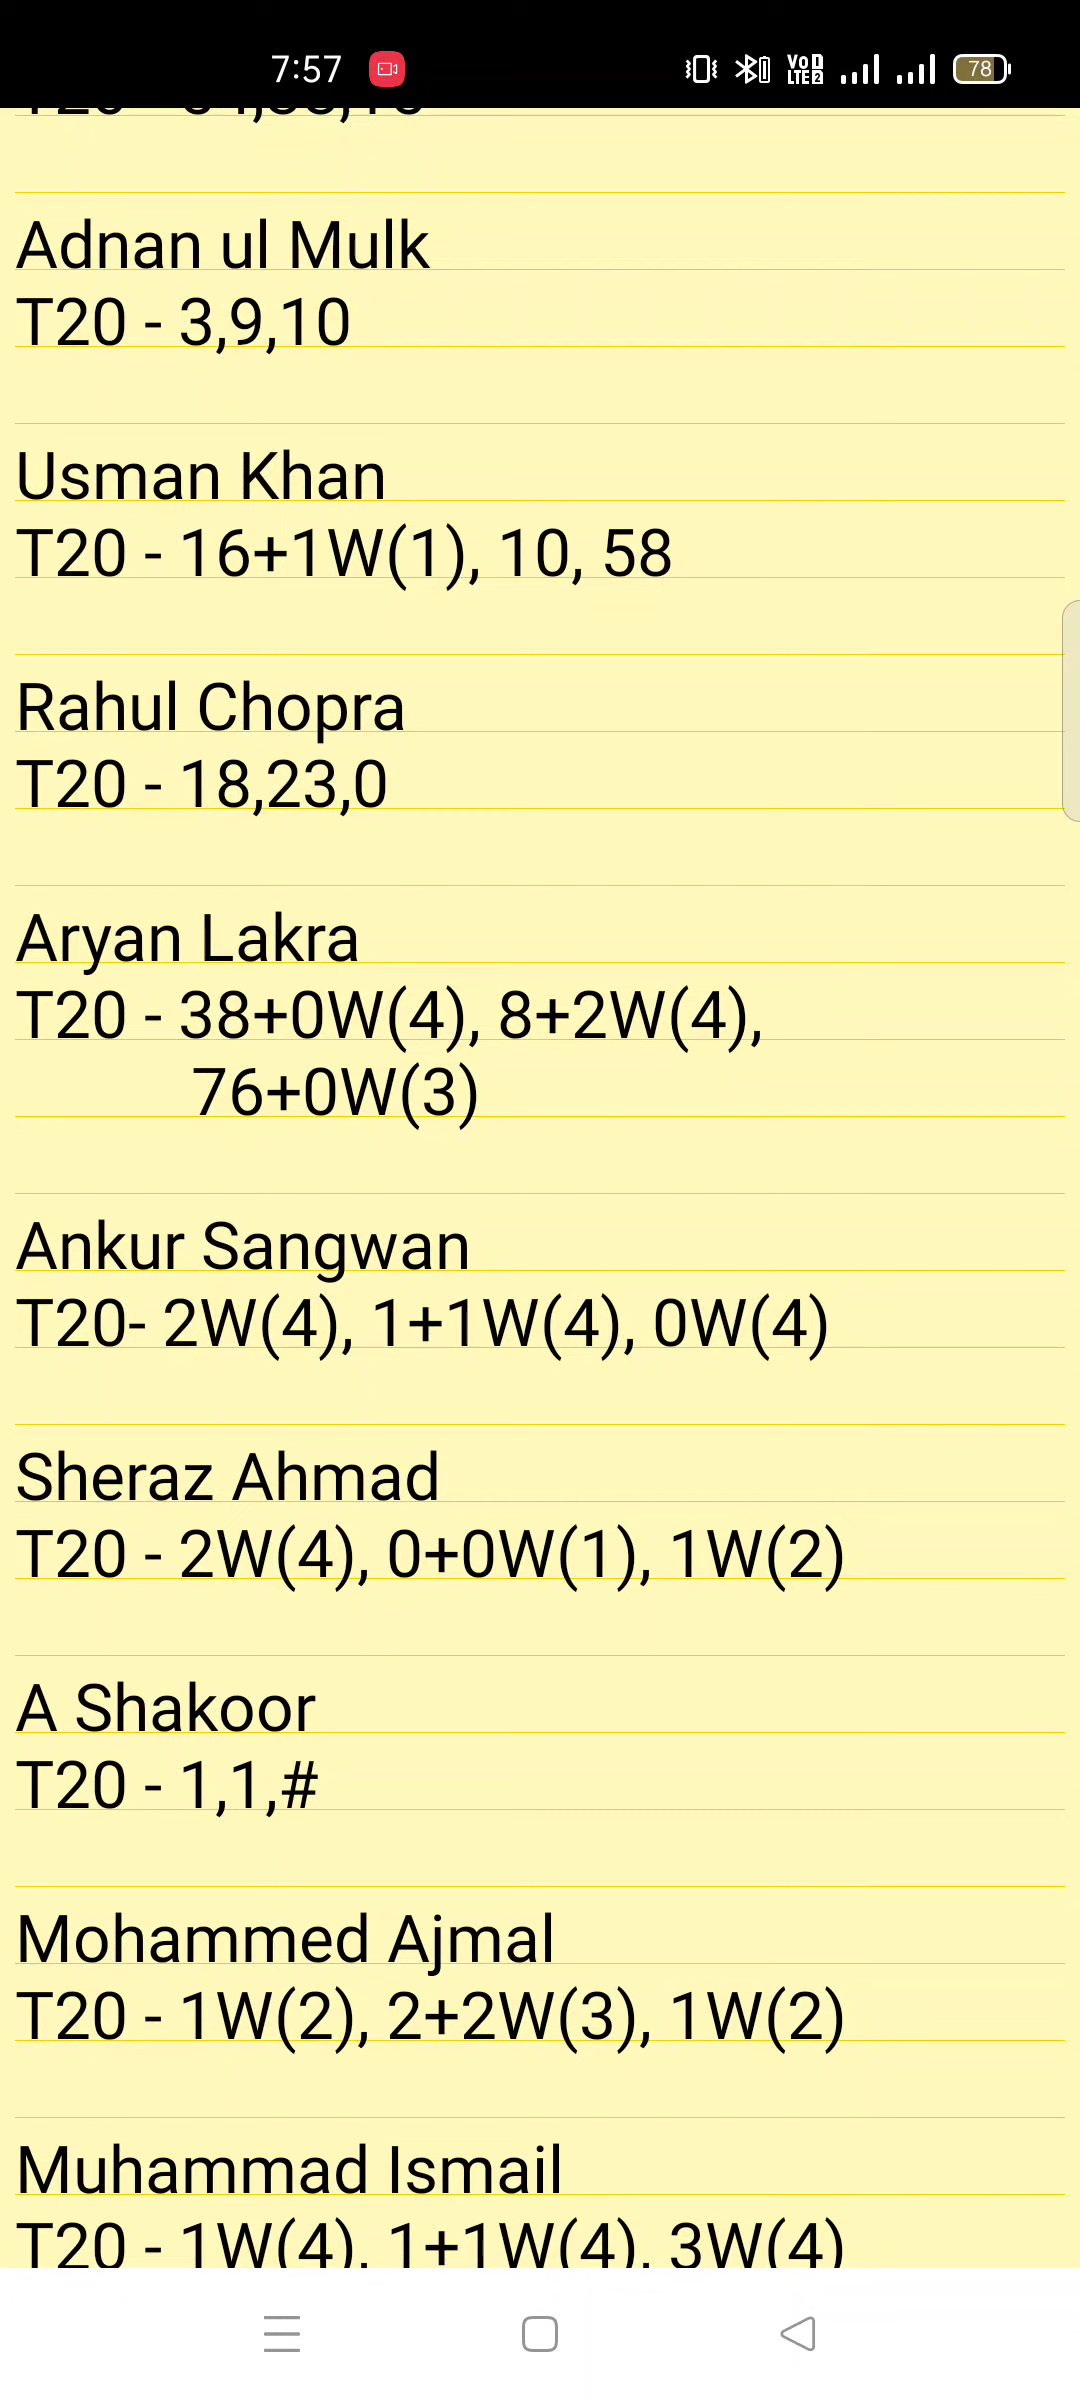 7:57
Vo 1 LTE 2
78
Adnan ul Mulk
T20 - 3,9,10
Usman Khan
T20 - 16+1W(1), 10, 58
Rahul Chopra
T20 - 18,23,0
Aryan Lakra
T20 - 38+0W(4), 8+2W(4),
76+0W(3)
Ankur Sangwan
T20- 2W(4), 1+1W(4), 0W(4)
Sheraz Ahmad
T20 - 2W(4), 0+0W(1), 1W(2)
A Shakoor
T20 - 1,1,#
Mohammed Ajmal
T20 - 1W(2), 2+2W(3), 1W(2)
Muhammad Ismail
T20 - 1W(4), 1+1W(4), 3W(4)